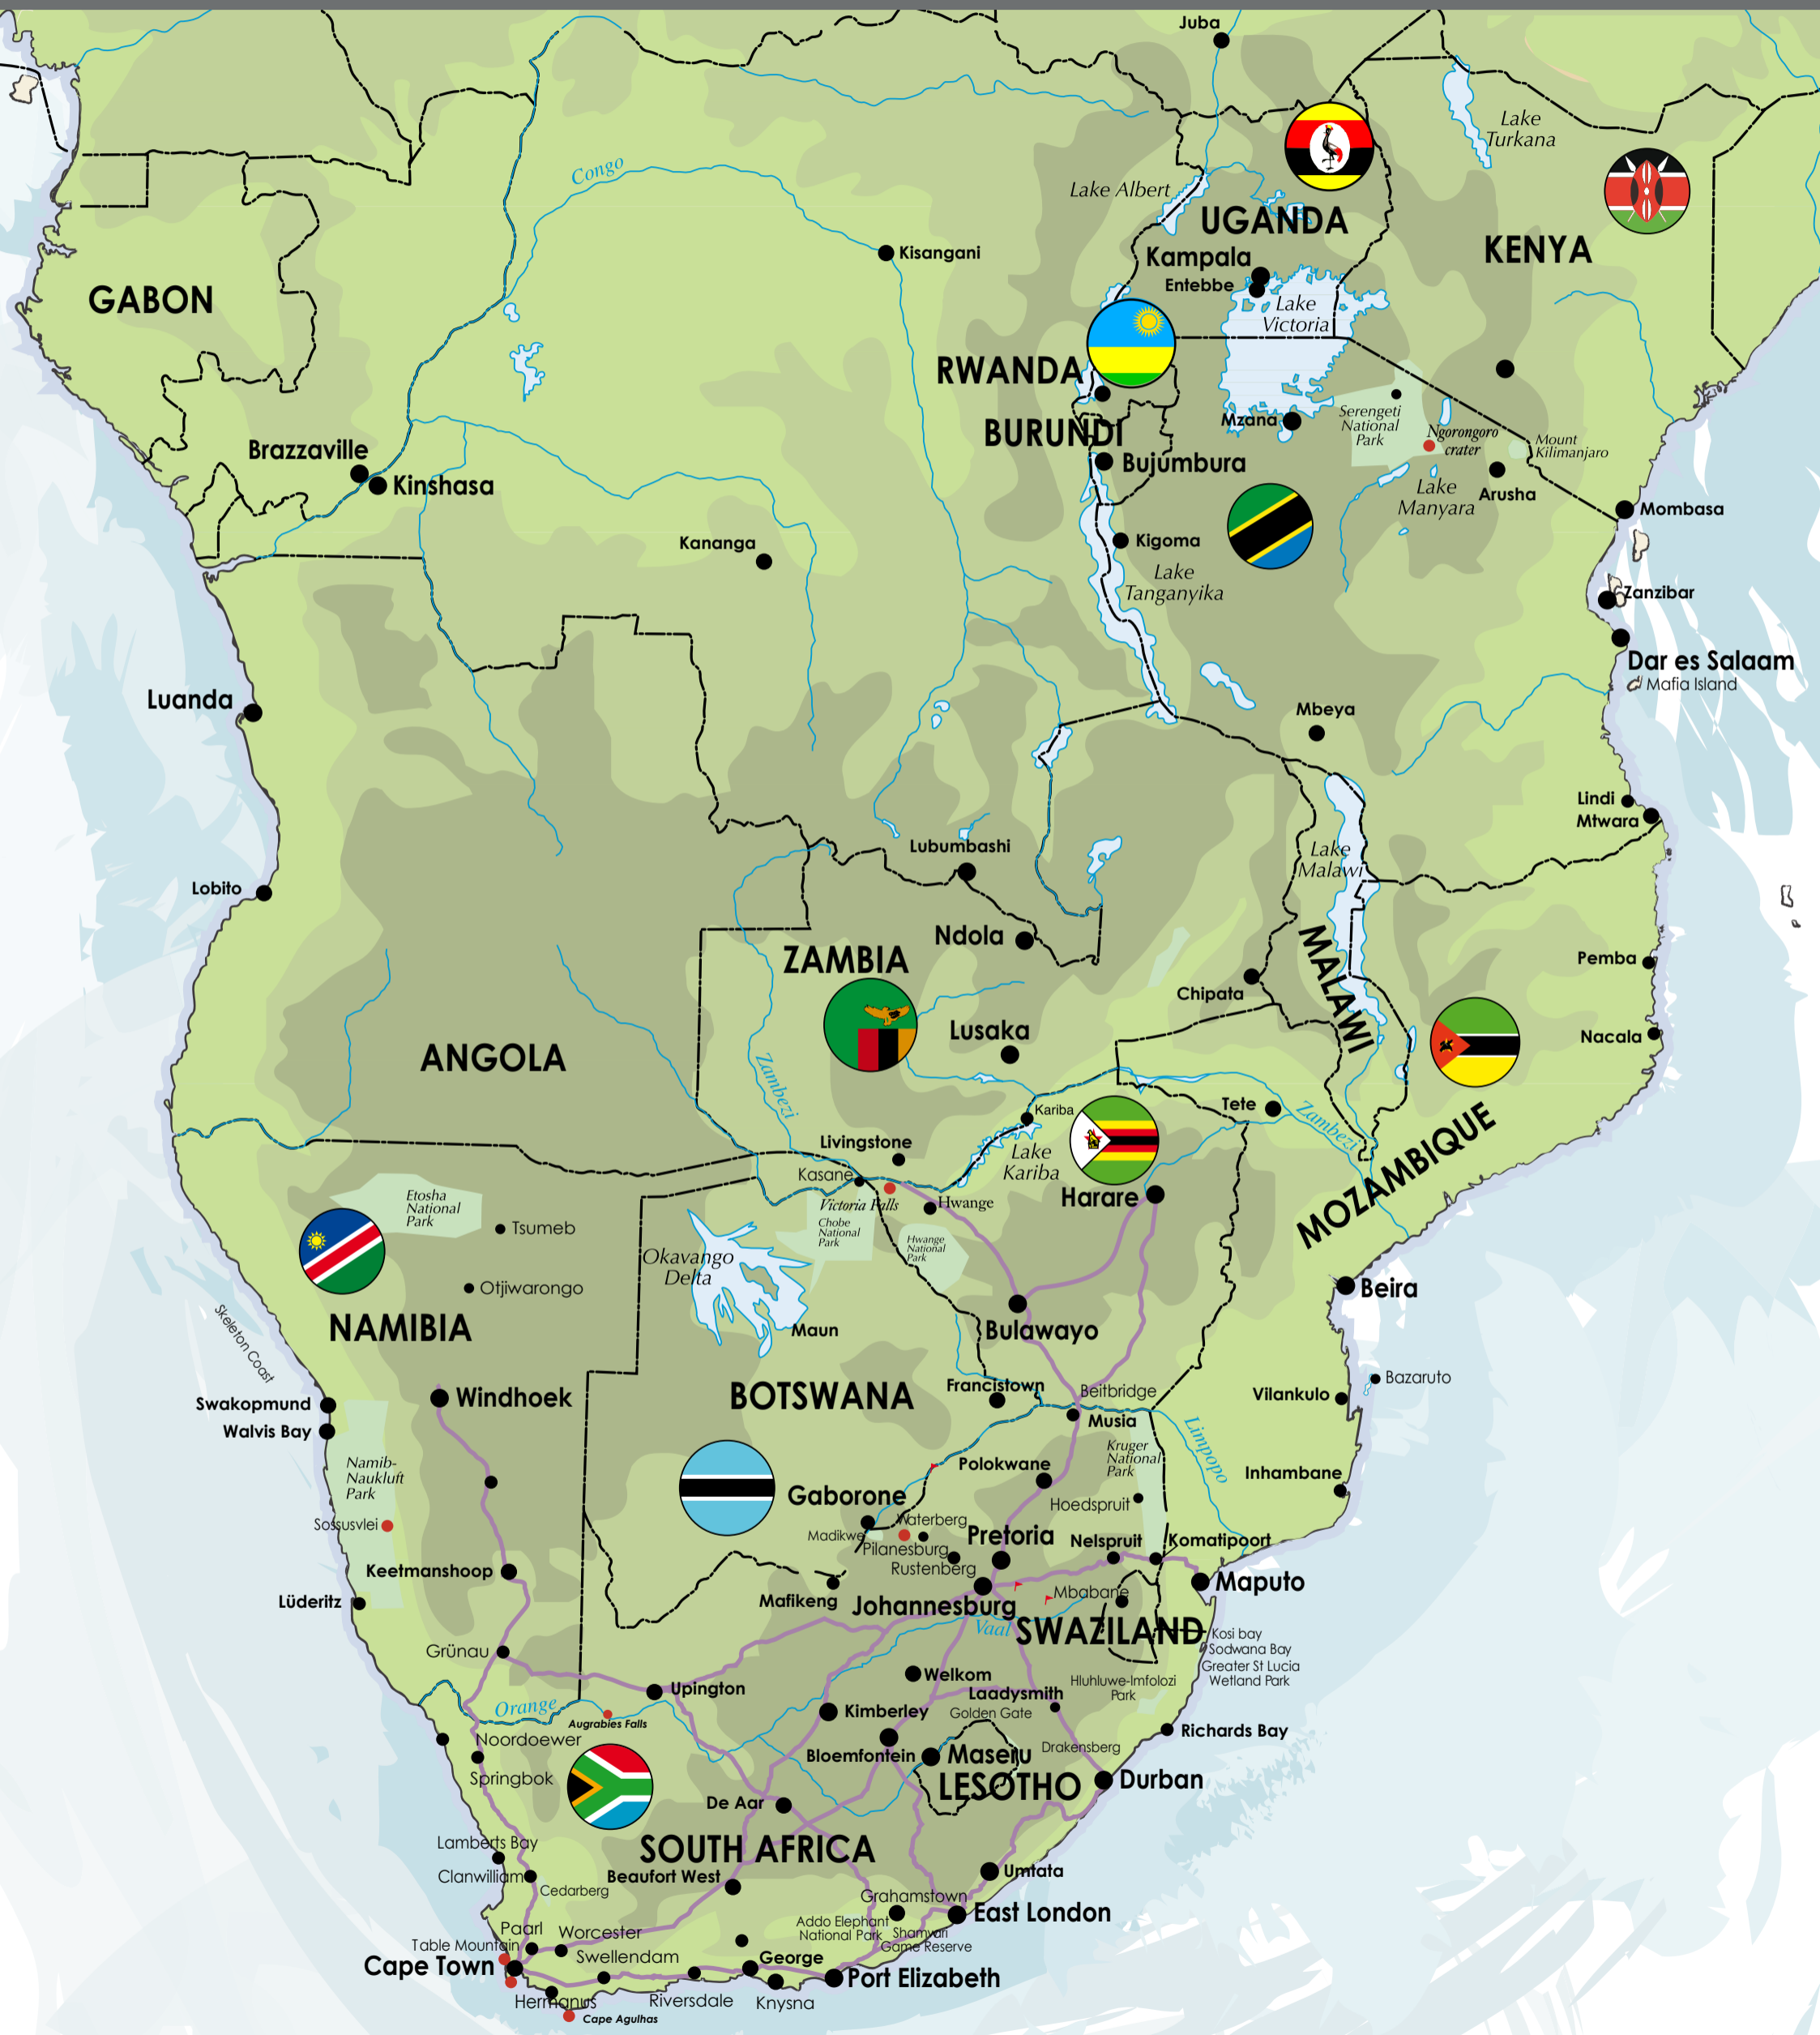 Juba
Lake
Turkana
Congo
Lake Albert
UGANDA
KENYA
Kisangani
Kampala
Entebbe
GABON
Lake
Victoria
RWANDA
BURUNDI
Mzana
Serengeti
National
Park
Ngorongoro
crater
Mount
Kilimanjaro
Brazzaville
Kinshasa
Bujumbura
Lake
Manyara
Arusha
Mombasa
Kananga
Kigoma
Lake
Tanganyika
Zanzibar
Dar es Salaam
Mafia Island
Luanda
Mbeya
Lindi
Mtwara
Lubumbashi
Lake
Malawi
Lobito
Ndola
ZAMBIA
MALAWI
Pemba
Chipata
Lusaka
Nacala
ANGOLA
Zambezi
Kariba
Tete
Zambezi
Livingstone
Lake
Kariba
MOZAMBIQUE
Kasane
Victoria Falls
Hwange
Harare
Etosha
National
Park
Tsumeb
Chobe
National
Park
Hwange
National
Park
Okavango
Delta
Otjiwarongo
Beira
NAMIBIA
Maun
Bulawayo
Skeleton Coast
Bazaruto
Windhoek
BOTSWANA
Francistown
Beitbridge
Vilankulo
Swakopmund
Walvis Bay
Musia
Limpopo
Namib-
Naukluft
Park
Kruger
National
Park
Polokwane
Inhambane
Gaborone
Hoedspruit
Sossusvlei
Madikwe
Waterberg
Pilanesburg
Pretoria
Nelspruit
Komatipoort
Rustenberg
Keetmanshoop
Maputo
Lüderitz
Mafikeng
Johannesburg
Mbabane
Vaal
SWAZILAND
Kosi bay
Sodwana Bay
Greater St Lucia
Wetland Park
Grünau
Welkom
Hluhluwe-Imfolozi
Park
Upington
Laadysmith
Orange
Augrabies Falls
Kimberley
Golden Gate
Richards Bay
Noordoewer
Bloemfontein
Maseru
Drakensberg
Springbok
LESOTHO
Durban
De Aar
Lamberts Bay
SOUTH AFRICA
Clanwilliam
Cedarberg
Beaufort West
Umtata
Grahamstown
East London
Addo Elephant
National Park
Shamwari
Game Reserve
Paarl
Worcester
Table Mountain
Swellendam
Cape Town
George
Port Elizabeth
Hermanus
Riversdale
Knysna
Cape Agulhas